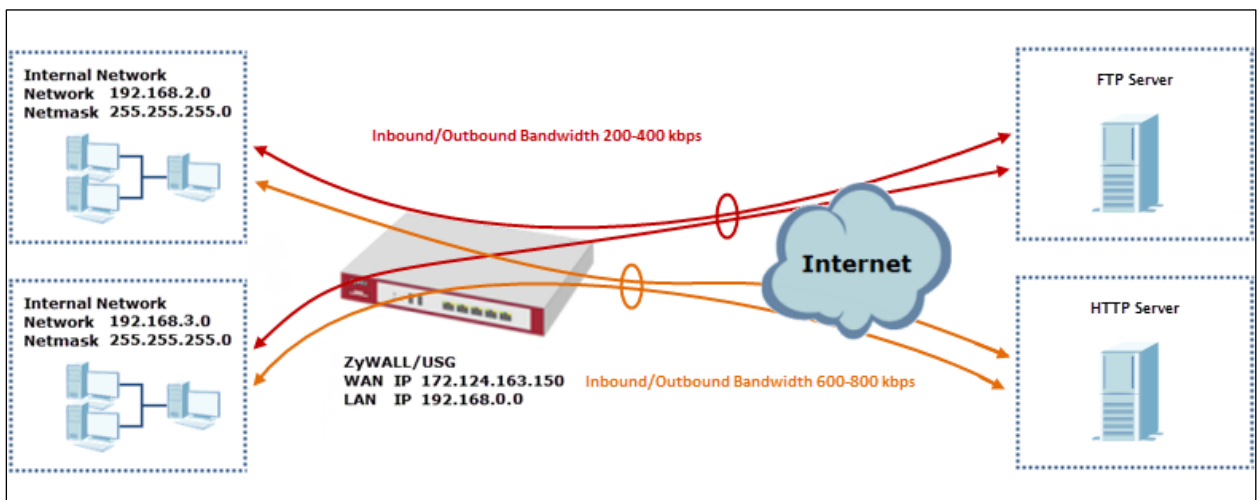 Internal Network
Network 192.168.2.0
Netmask 255.255.255.0
Inbound/Outbound Bandwidth 200-400 kbps
FTP Server
Internet
Internal Network
Network 192.168.3.0
Netmask 255.255.255.0
ZyWALL/USG
WAN IP 172.124.163.150
LAN IP 192.168.0.0
Inbound/Outbound Bandwidth 600-800 kbps
HTTP Server